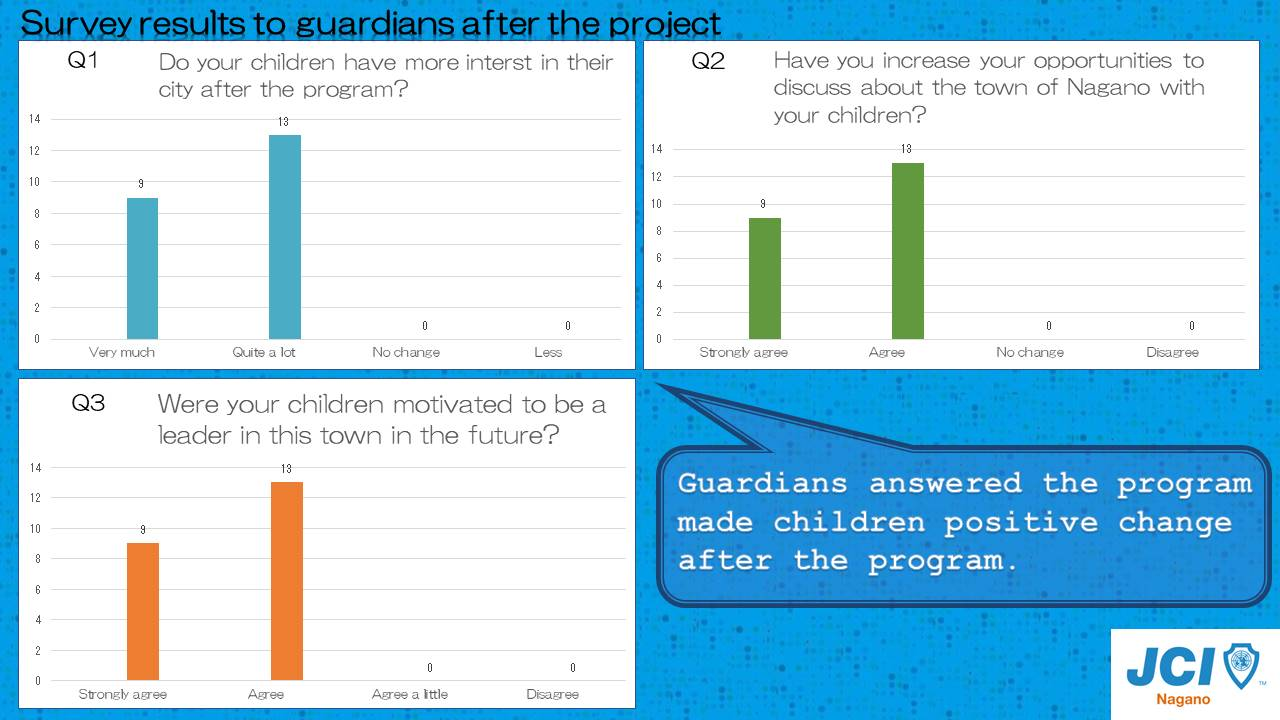 Survey results to guardians after the project
Q1
Do your children have more interst in their
city after the program?
14
12
10
8
6
4
2
0
9
13
0
0
Very much
Quite a lot
No change
Less
Q2
Have you increase your opportunities to
discuss about the town of Nagano with
your children?
14
12
10
8
6
4
2
0
9
13
0
0
Strongly agree
Agree
No change
Disagree
Q3
Were your children motivated to be a
leader in this town in the future?
14
12
10
8
6
4
2
0
9
13
0
0
Strongly agree
Agree
Agree a little
Disagree
Guardians answered the program
made children positive change
after the program.
JCI
TM
Nagano